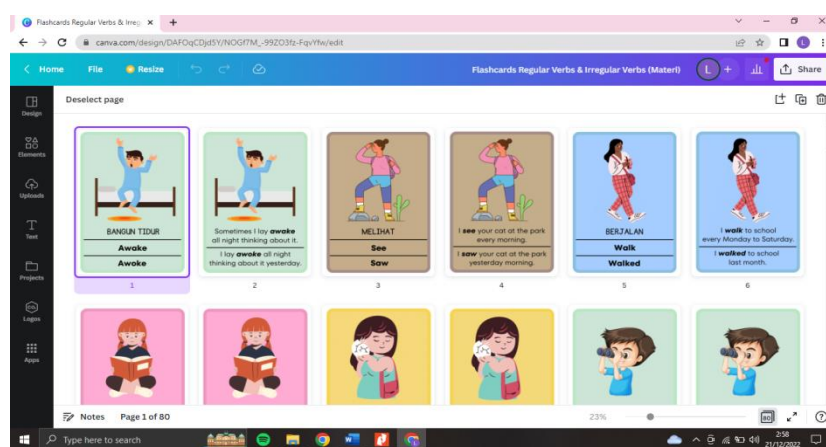 Flashcards Regular Verbs & Irreg
canva.com/design/DAFOqCDjd5Y/NOGf7M_-99ZO3fz-FqvYfw/edit
Home File Resize
Flashcards Regular Verbs & Irregular Verbs (Materi)
L
Share
Deselect page
Design
Elements
Uploads
Text
Projects
Logos
Apps
BANGUN TIDUR
Awake
Awoke
1
Sometimes I lay awake
all night thinking about it.
I lay awoke all night
thinking about it yesterday.
2
MELIHAT
See
Saw
3
I see your cat at the park
every morning.
I saw your cat at the park
yesterday morning.
4
BERJALAN
Walk
Walked
5
I walk to school
every Monday to Saturday.
I walked to school
last month.
6
Notes Page 1 of 80
23%
80
Type here to search
2:58
21/12/2022